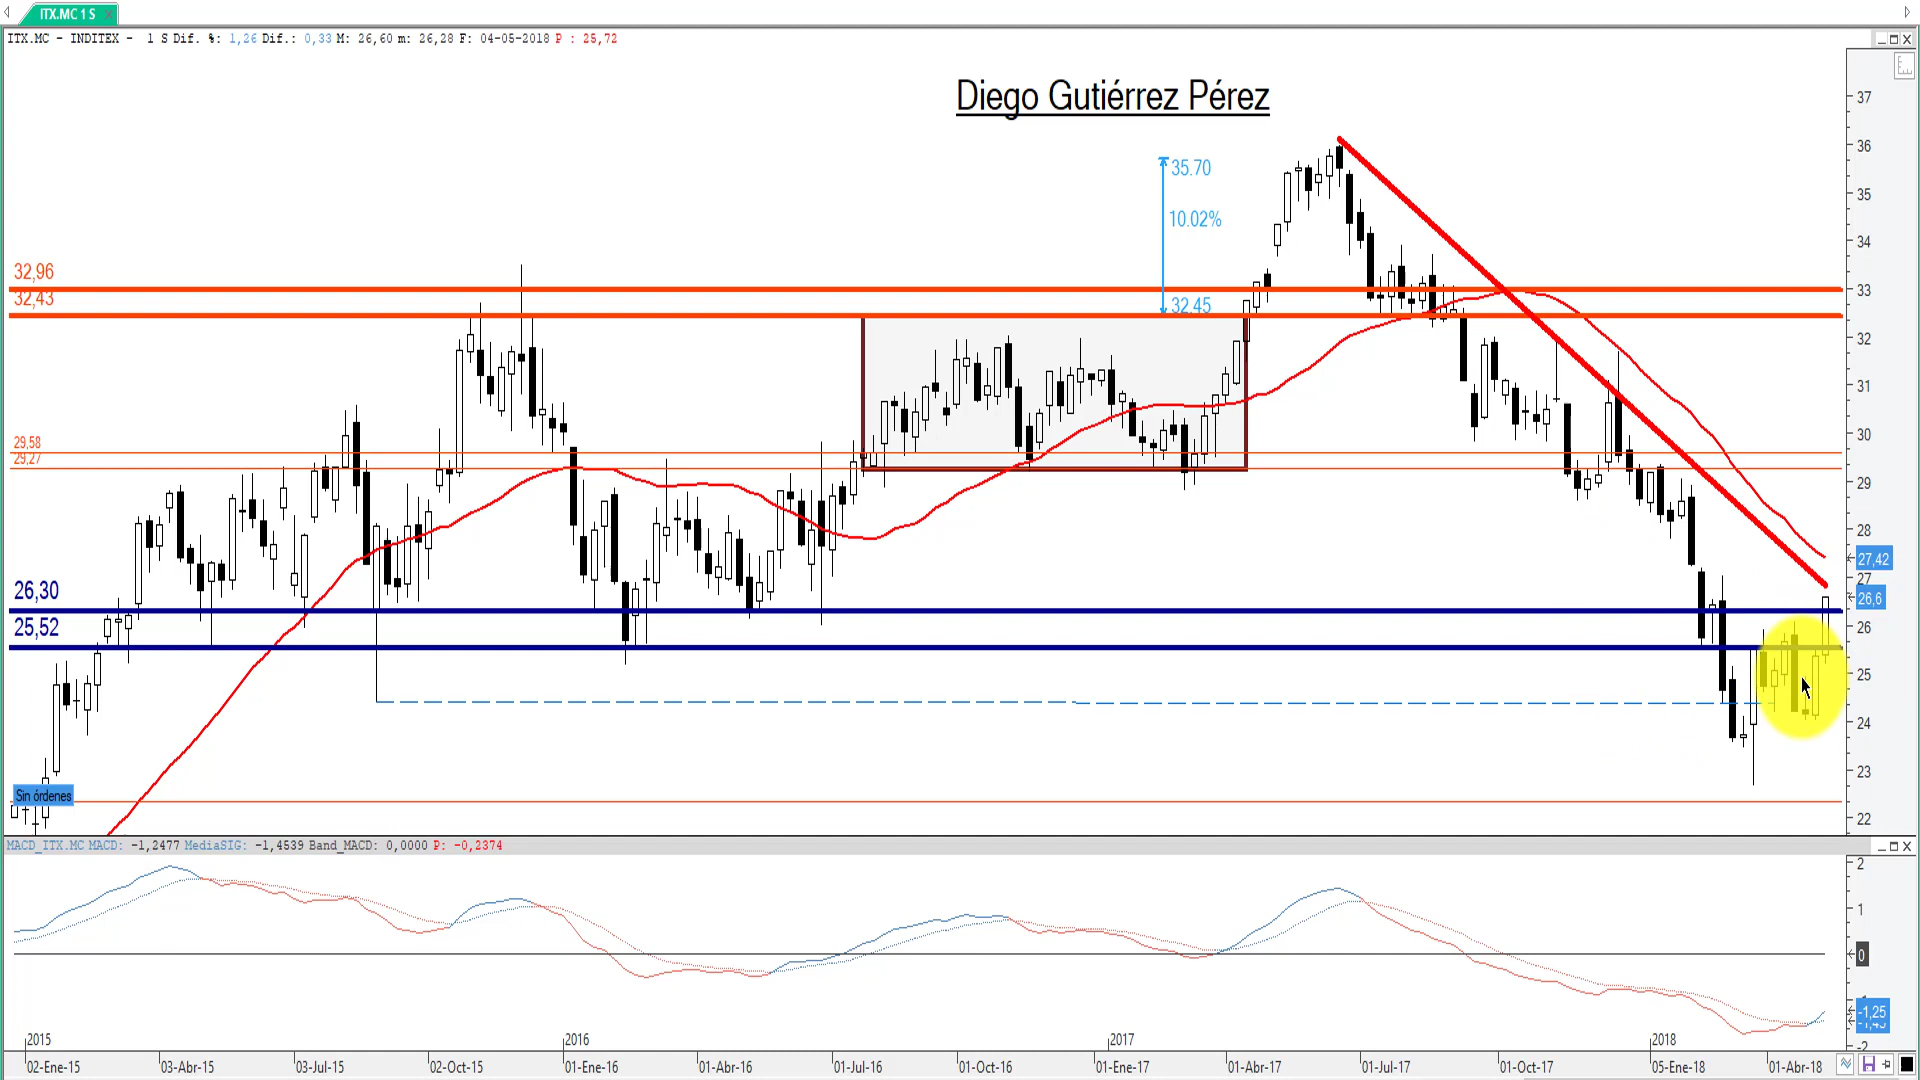 ITX.MC 1 S
ITX.MC - INDITEX - 1 S Dif. %: 1,26 Dif.: 0,33 M: 26,60 m: 26,28 F: 04-05-2018 P : 25,72
Diego Gutiérrez Pérez
37
36
35
34
33
32
31
30
29
28
27,42
27
26,6
26
25
24
23
22
35.70
10.02%
32.45
32,96
32,43
29,58
29,27
26,30
25,52
Sin órdenes
MACD_ITX.MC MACD: -1,2477 MediaSIG: -1,4539 Band_MACD: 0,0000 P: -0,2374
2
1
0
-1,25
-1,45
-2
2015
2016
2017
2018
02-Ene-15
03-Abr-15
03-Jul-15
02-Oct-15
01-Ene-16
01-Abr-16
01-Jul-16
01-Oct-16
01-Ene-17
01-Abr-17
01-Jul-17
01-Oct-17
05-Ene-18
01-Abr-18